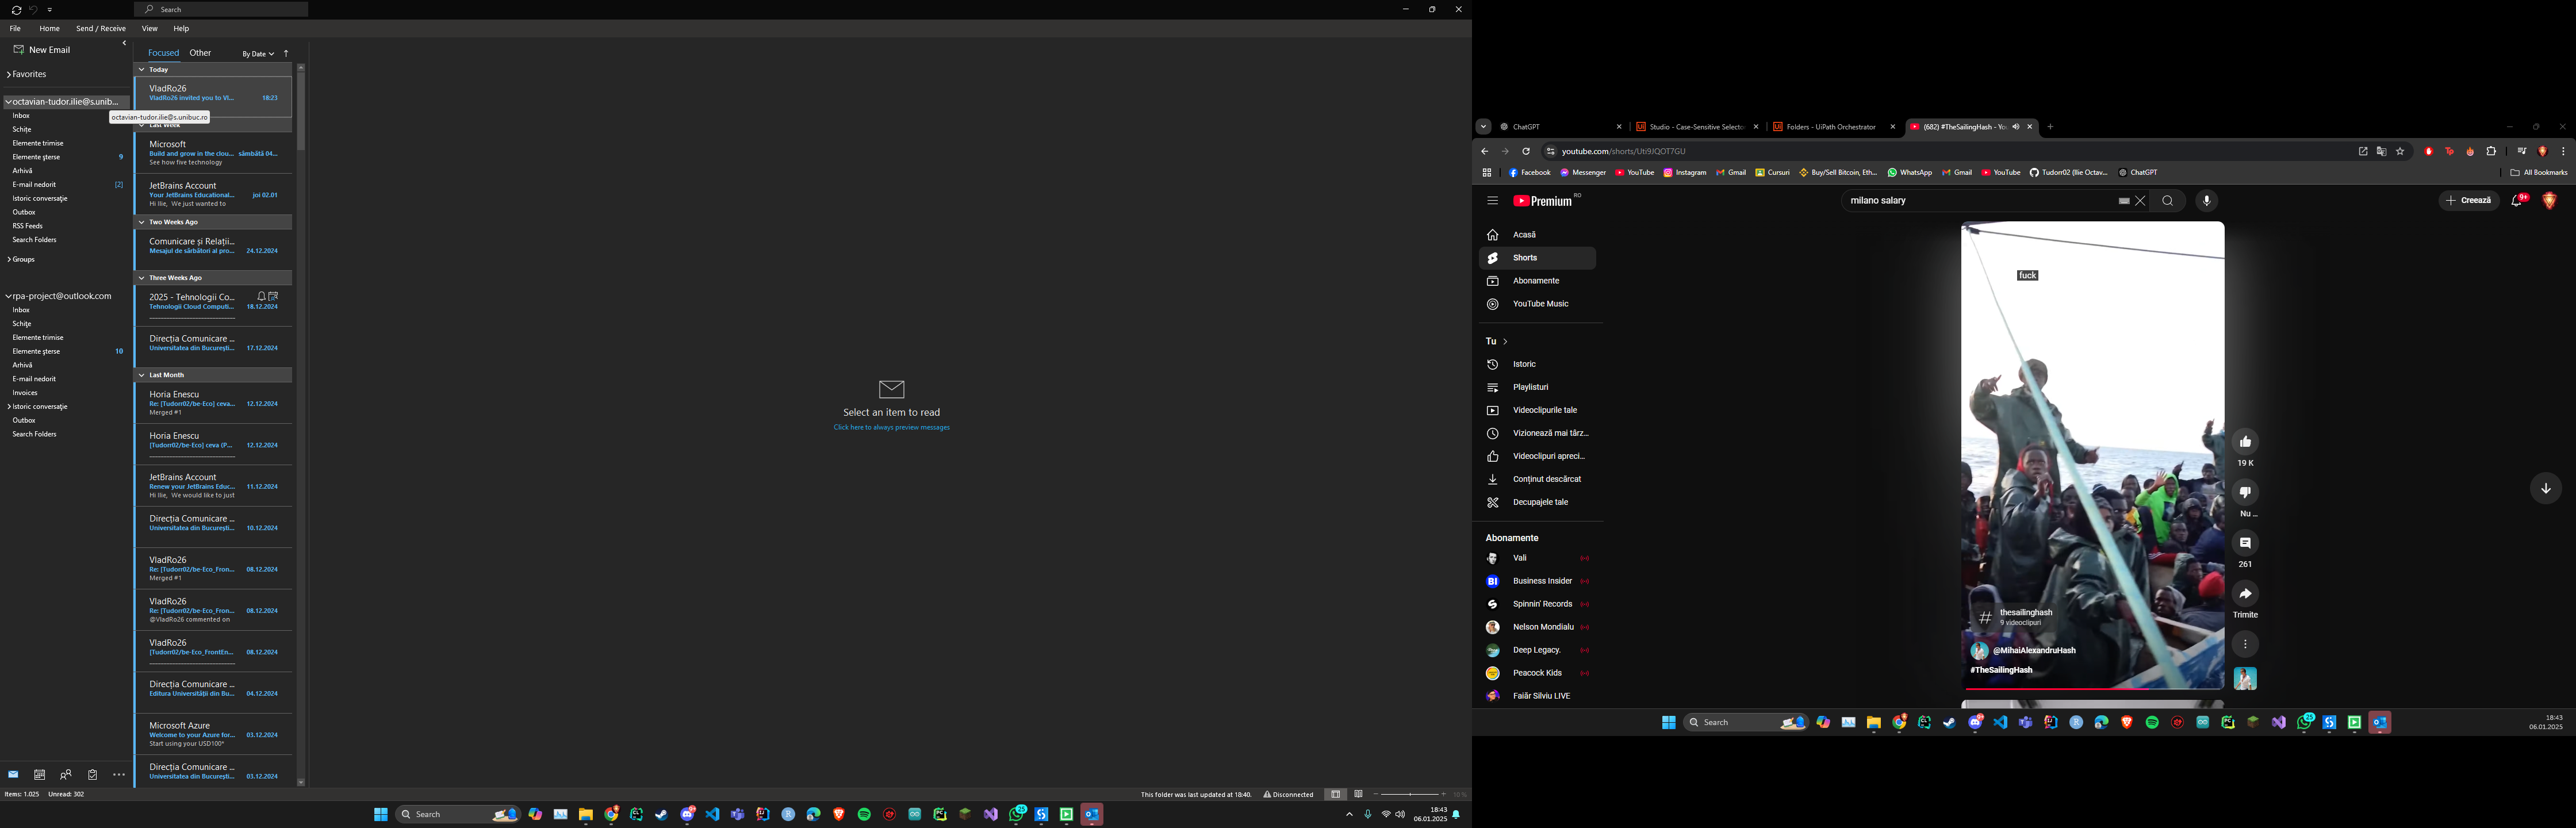 Search
File
Home
Send / Receive
View
Help
New Email
Favorites
octavian-tudor.ilie@s.unib...
Inbox
octavian-tudor.ilie@s.unibuc.ro
Schițe
Elemente trimise
Elemente șterse 9
Arhivă
E-mail nedorit [2]
Istoric conversaţie
Outbox
RSS Feeds
Search Folders
Groups
rpa-project@outlook.com
Inbox
Schiţe
Elemente trimise
Elemente şterse 10
Arhivă
E-mail nedorit
Invoices
Istoric conversaţie
Outbox
Search Folders
Items: 1.025 Unread: 302
Focused Other By Date
Today
VladRo26
VladRo26 invited you to Vl... 18:23
Last Week
Microsoft
Build and grow in the clou... sâmbătă 04...
See how five technology
JetBrains Account
Your JetBrains Educational... joi 02.01
Hi Ilie, We just wanted to
Two Weeks Ago
Comunicare și Relații...
Mesajul de sărbători al pro... 24.12.2024
Three Weeks Ago
2025 - Tehnologii Co...
Tehnologii Cloud Computi... 18.12.2024
Direcția Comunicare ...
Universitatea din București... 17.12.2024
Last Month
Horia Enescu
Re: [Tudorr02/be-Eco] ceva... 12.12.2024
Merged #1
Horia Enescu
[Tudorr02/be-Eco] ceva (P... 12.12.2024
JetBrains Account
Renew your JetBrains Educ... 11.12.2024
Hi Ilie, We would like to just
Direcția Comunicare ...
Universitatea din București... 10.12.2024
VladRo26
Re: [Tudorr02/be-Eco_Fron... 08.12.2024
Merged #1
VladRo26
Re: [Tudorr02/be-Eco_Fron... 08.12.2024
@VladRo26 commented on
VladRo26
[Tudorr02/be-Eco_FrontEn... 08.12.2024
Direcția Comunicare ...
Editura Universității din Bu... 04.12.2024
Microsoft Azure
Welcome to your Azure for... 03.12.2024
Start using your USD100*
Direcția Comunicare ...
Universitatea din București... 03.12.2024
Select an item to read
Click here to always preview messages
This folder was last updated at 18:40. Disconnected 10 %
Search
18:43
06.01.2025
ChatGPT
Studio - Case-Sensitive Selecto
Folders - UiPath Orchestrator
(682) #TheSailingHash - Yo
youtube.com/shorts/Uti9JQOT7GU
Facebook Messenger YouTube Instagram Gmail Cursuri Buy/Sell Bitcoin, Eth... WhatsApp Gmail YouTube Tudorr02 (Ilie Octav... ChatGPT All Bookmarks
Premium RO
milano salary
Creează
9+
Acasă
Shorts
Abonamente
YouTube Music
Tu
Istoric
Playlisturi
Videoclipurile tale
Vizionează mai târz...
Videoclipuri apreci...
Conținut descărcat
Decupajele tale
Abonamente
Vali
Business Insider
Spinnin' Records
Nelson Mondialu
Deep Legacy.
Peacock Kids
Faiăr Silviu LIVE
fuck
thesailinghash
9 videoclipuri
@MihaiAlexandruHash
#TheSailingHash
19 K
Nu ...
261
Trimite
Search
18:43
06.01.2025